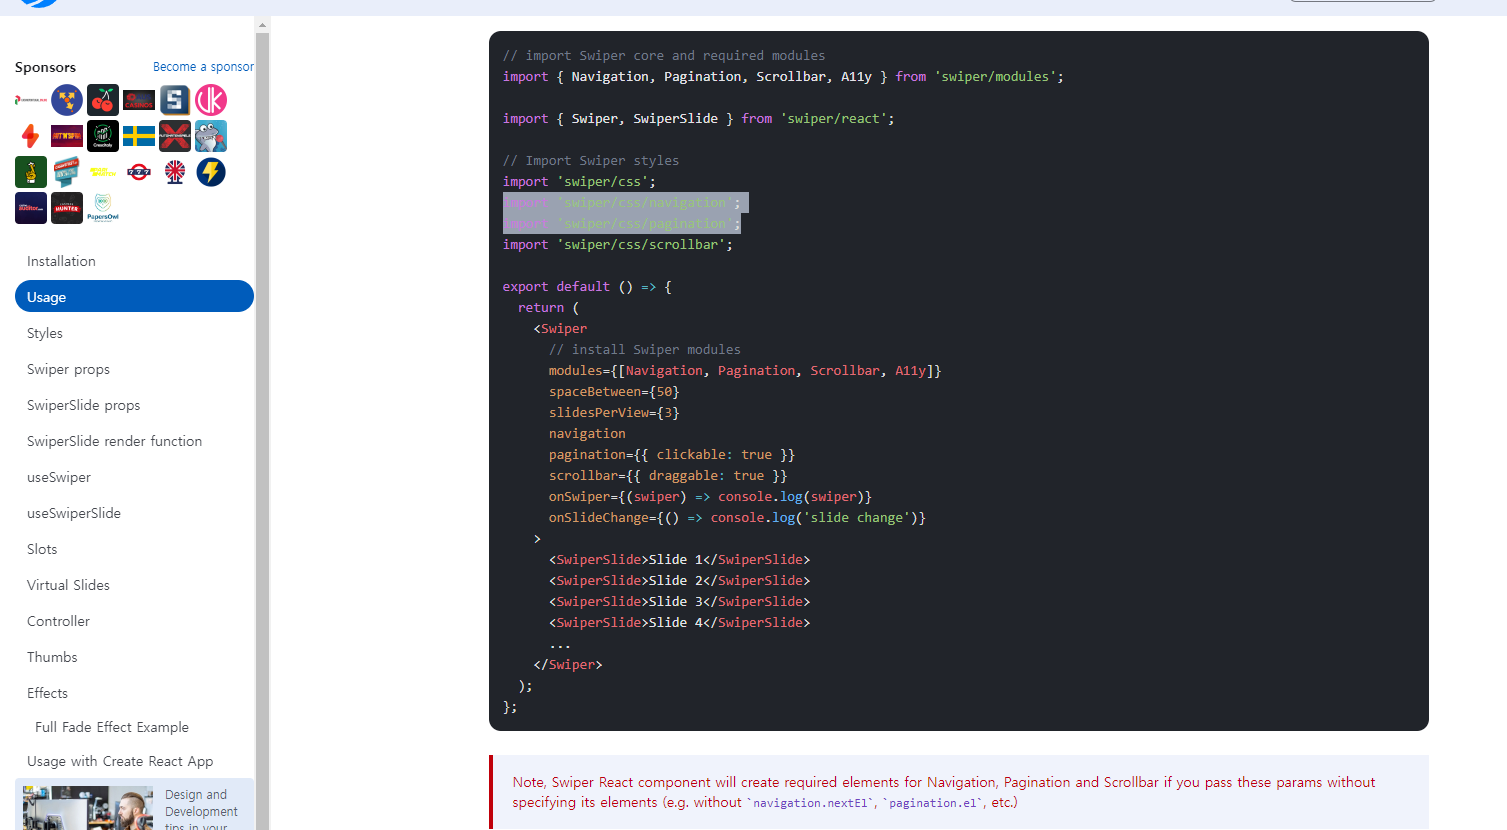 Sponsors
Become a sponsor
Installation
Usage
Styles
Swiper props
SwiperSlide props
SwiperSlide render function
useSwiper
useSwiperSlide
Slots
Virtual Slides
Controller
Thumbs
Effects
Full Fade Effect Example
Usage with Create React App
Design and
Development
tips in your
// import Swiper core and required modules
import { Navigation, Pagination, Scrollbar, A11y } from 'swiper/modules';
import { Swiper, SwiperSlide } from 'swiper/react';
// Import Swiper styles
import 'swiper/css';
import 'swiper/css/navigation';
import 'swiper/css/pagination';
import 'swiper/css/scrollbar';
export default () => {
return (
<Swiper
// install Swiper modules
modules={[Navigation, Pagination, Scrollbar, A11y]}
spaceBetween={50}
slidesPerView={3}
navigation
pagination={{ clickable: true }}
scrollbar={{ draggable: true }}
onSwiper={(swiper) => console.log(swiper)}
onSlideChange={() => console.log('slide change')}
>
<SwiperSlide>Slide 1</SwiperSlide>
<SwiperSlide>Slide 2</SwiperSlide>
<SwiperSlide>Slide 3</SwiperSlide>
<SwiperSlide>Slide 4</SwiperSlide>
...
</Swiper>
);
};
Note, Swiper React component will create required elements for Navigation, Pagination and Scrollbar if you pass these params without
specifying its elements (e.g. without `navigation.nextEl`, `pagination.el`, etc.)